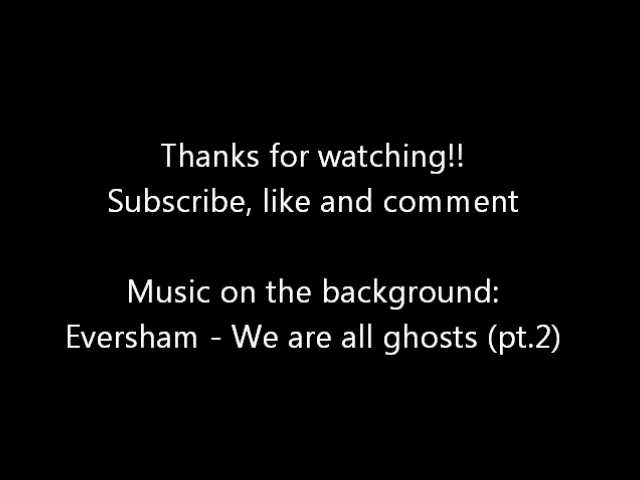 Thanks for watching!!
Subscribe, like and comment
Music on the background:
Eversham - We are all ghosts (pt.2)